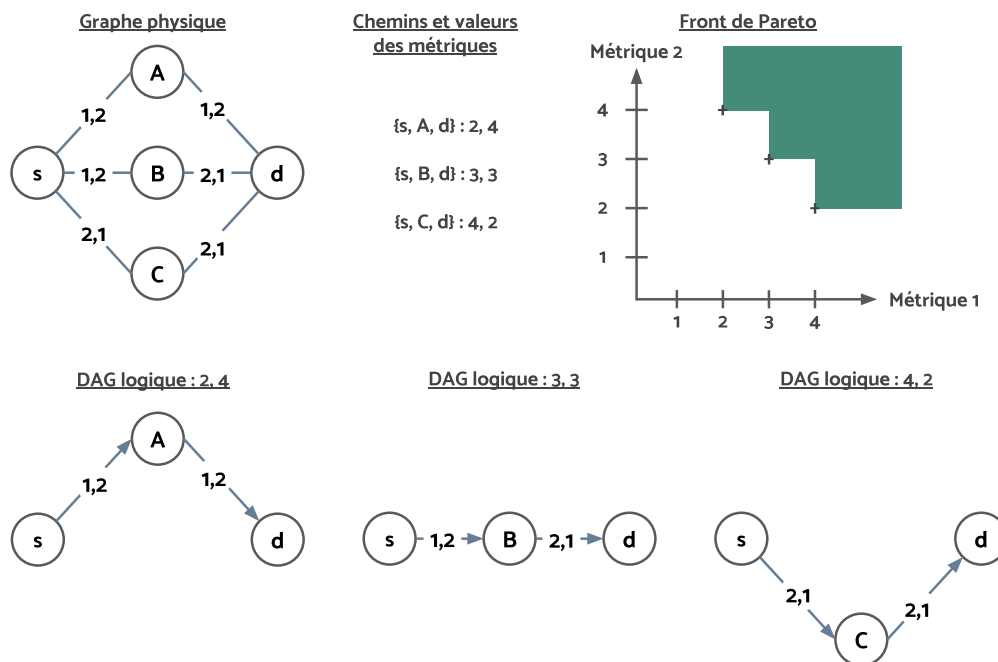 Graphe physique
A
1,2
1,2
s
1,2
B
2,1
d
2,1
2,1
C
Chemins et valeurs
des métriques
{s, A, d} : 2, 4
{s, B, d} : 3, 3
{s, C, d} : 4, 2
Front de Pareto
Métrique 2
4
3
2
1
Métrique 1
1
2
3
4
DAG logique : 2, 4
A
1,2
1,2
s
d
DAG logique : 3, 3
s
1,2
B
2,1
d
DAG logique : 4, 2
s
d
2,1
2,1
C